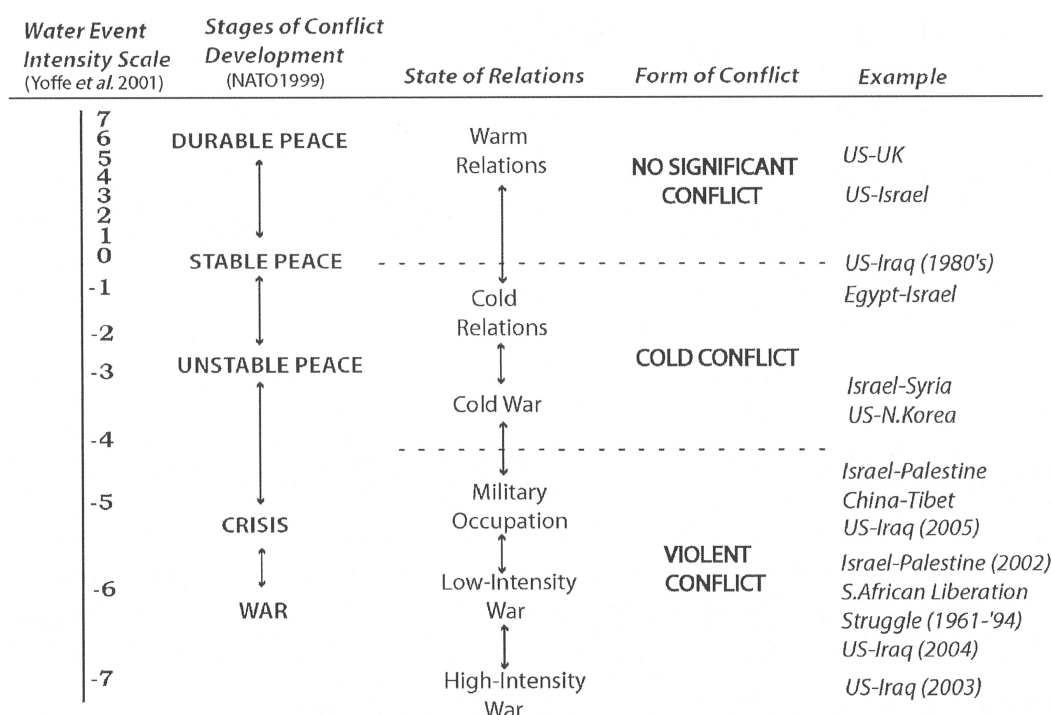 Water Event
Intensity Scale
(Yoffe et al. 2001)
Stages of Conflict
Development
(NATO1999)
State of Relations
Form of Conflict
Example
7
6
5
4
3
2
1
0
-1
-2
-3
-4
-5
-6
-7
DURABLE PEACE
STABLE PEACE
UNSTABLE PEACE
CRISIS
WAR
Warm
Relations
Cold
Relations
Cold War
Military
Occupation
Low-Intensity
War
High-Intensity
War
NO SIGNIFICANT
CONFLICT
COLD CONFLICT
VIOLENT
CONFLICT
US-UK
US-Israel
US-Iraq (1980's)
Egypt-Israel
Israel-Syria
US-N.Korea
Israel-Palestine
China-Tibet
US-Iraq (2005)
Israel-Palestine (2002)
S.African Liberation
Struggle (1961-'94)
US-Iraq (2004)
US-Iraq (2003)